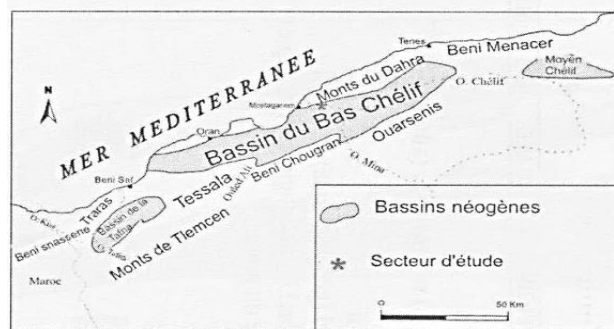 Tenes
Beni Menacer
Moyen Chélif
O. Chélif
Monts du Dahra
MER MEDITERRANEE
N
Mostaganem
Oran
Bassin du Bas Chélif
Ouarsenis
Beni Chougran
O. Mina
Beni Saf
Tessala
Traras
Bassin de la
Tafna
Beni snassene
Monts de Tlemcen
Maroc
Bassins néogènes
Secteur d'étude
O
50 Km